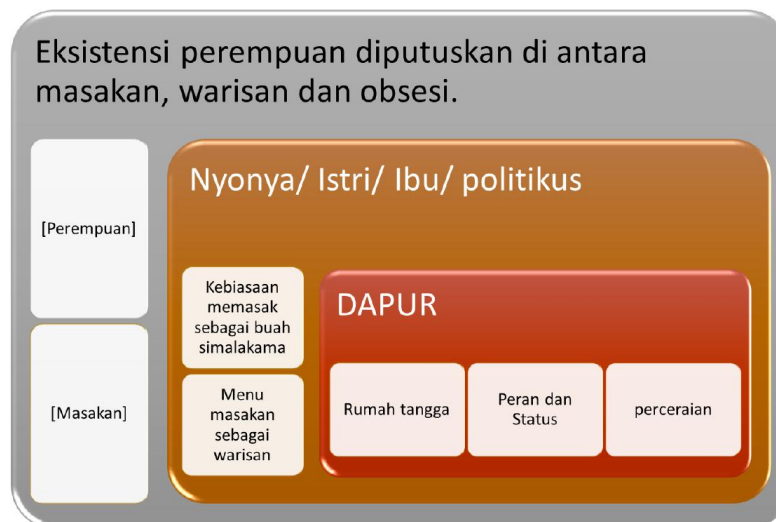 Eksistensi perempuan diputuskan di antara
masakan, warisan dan obsesi.
[Perempuan]
[Masakan]
Nyonya/ Istri/ Ibu/ politikus
Kebiasaan
memasak
sebagai buah
simalakama
Menu
masakan
sebagai
warisan
DAPUR
Rumah tangga
Peran dan
Status
perceraian